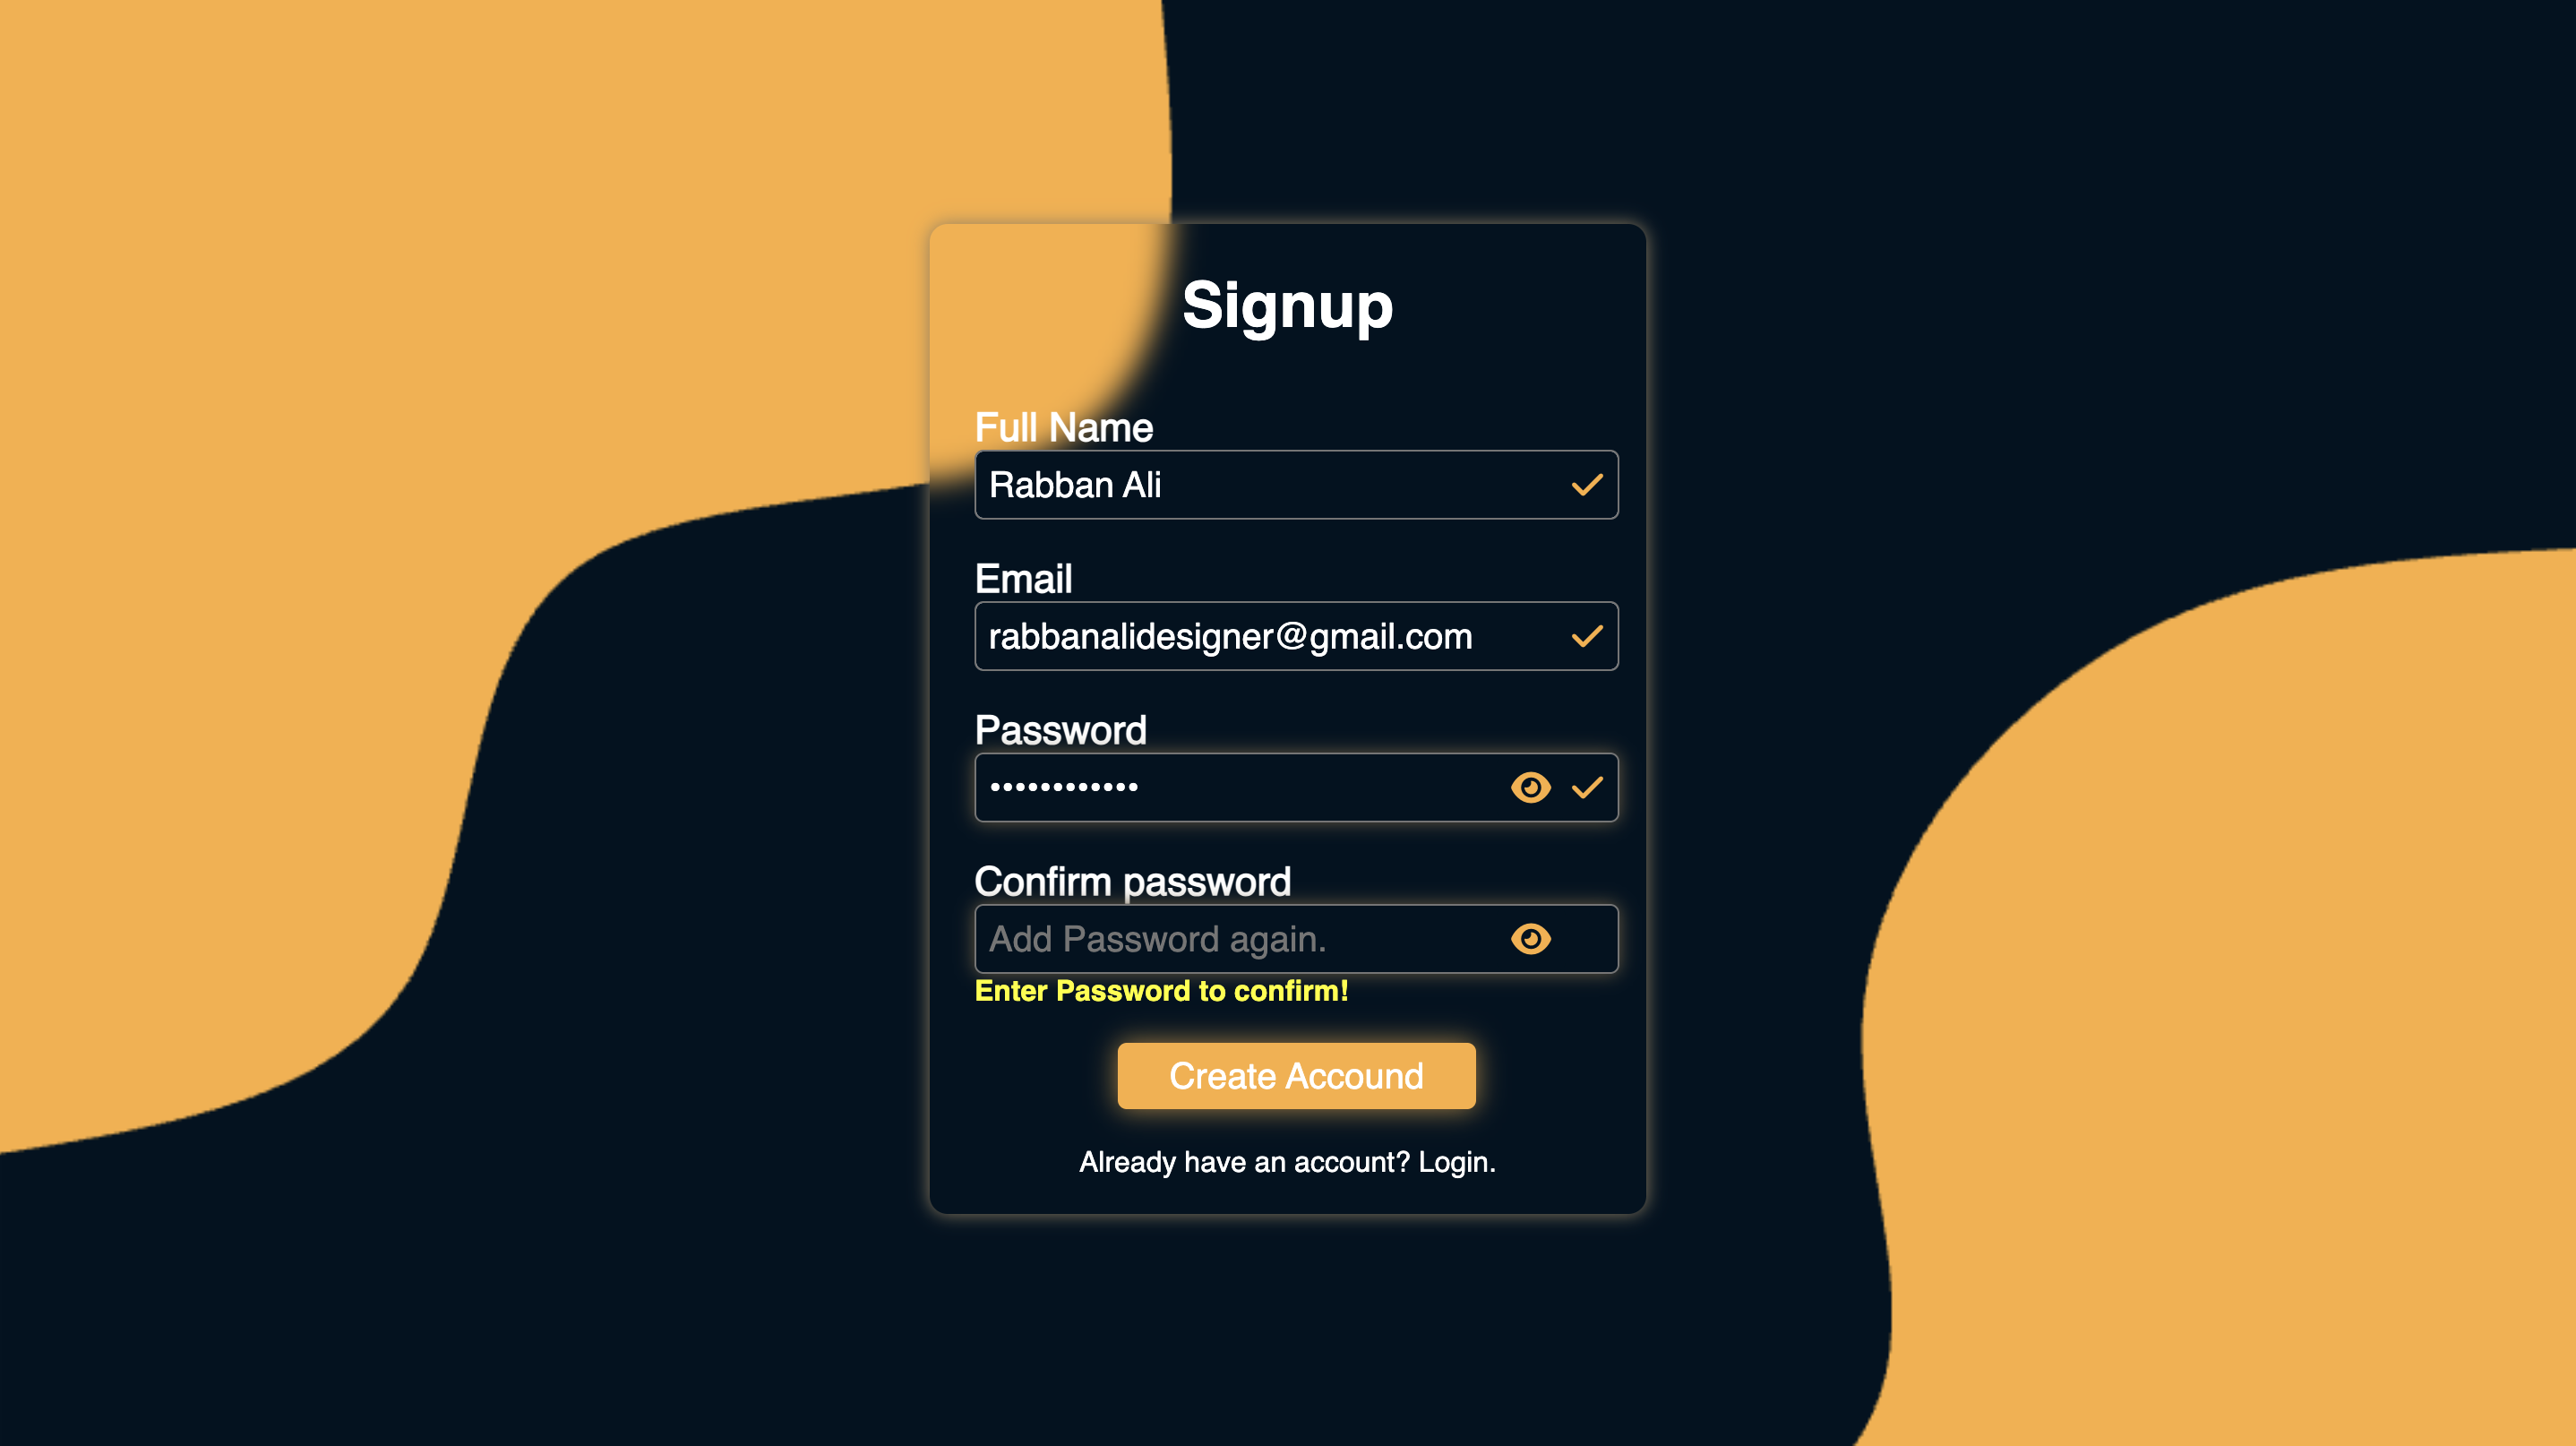 Signup
Full Name
Rabban Ali
Email
rabbanalidesigner@gmail.com
Password
••••••••••••
Confirm password
Add Password again.
Enter Password to confirm!
Create Accound
Already have an account? Login.